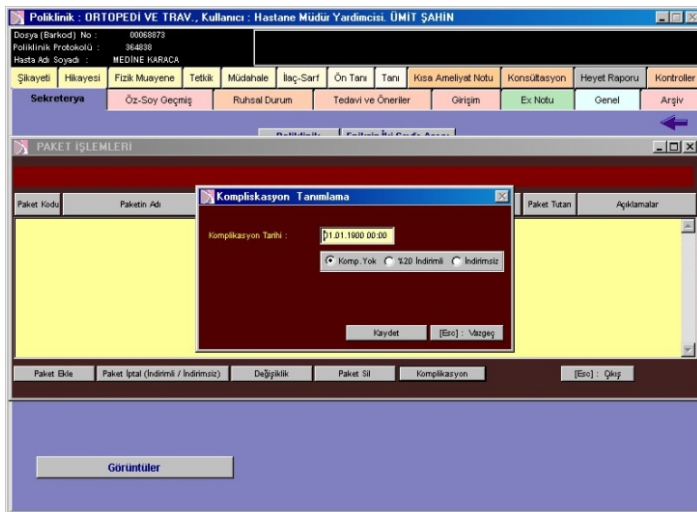 Poliklinik : ORTOPEDİ VE TRAV., Kullanıcı : Hastane Müdür Yardimcisi. ÜMİT ŞAHİN
Dosya (Barkod) No : 00068873
Poliklinik Protokolü : 364838
Hasta Adı Soyadı : MEDİNE KARACA
Şikayeti Hikayesi Fizik Muayene Tetkik Müdahale İlaç-Sarf Ön Tanı Tanı Kısa Ameliyat Notu Konsültasyon Heyet Raporu Kontroller
Sekreterya Öz-Soy Geçmiş Ruhsal Durum Tedavi ve Öneriler Girişim Ex Notu Genel Arşiv
PAKET İŞLEMLERİ
Paket Kodu Paketin Adı Paket Tutarı Açıklamalar
Kompliskasyon Tanımlama
Komplikasyon Tarihi : 01.01.1900 00:00
Komp. Yok %20 İndirimli İndirimsiz
Kaydet [Esc] : Vazgeç
Paket Ekle Paket İptal (İndirimli / İndirimsiz) Değişiklik Paket Sil Komplikasyon [Esc] : Çıkış
Görüntüler